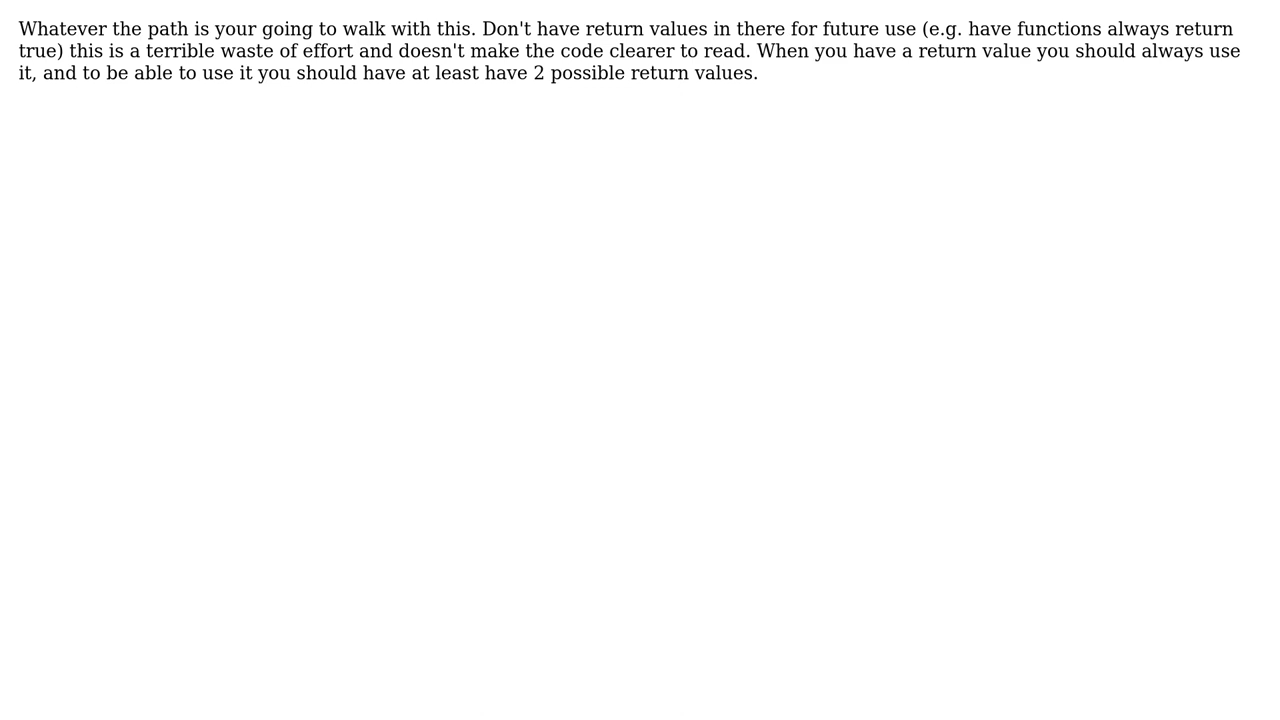 Whatever the path is your going to walk with this. Don't have return values in there for future use (e.g. have functions always return
true) this is a terrible waste of effort and doesn't make the code clearer to read. When you have a return value you should always use
it, and to be able to use it you should have at least have 2 possible return values.